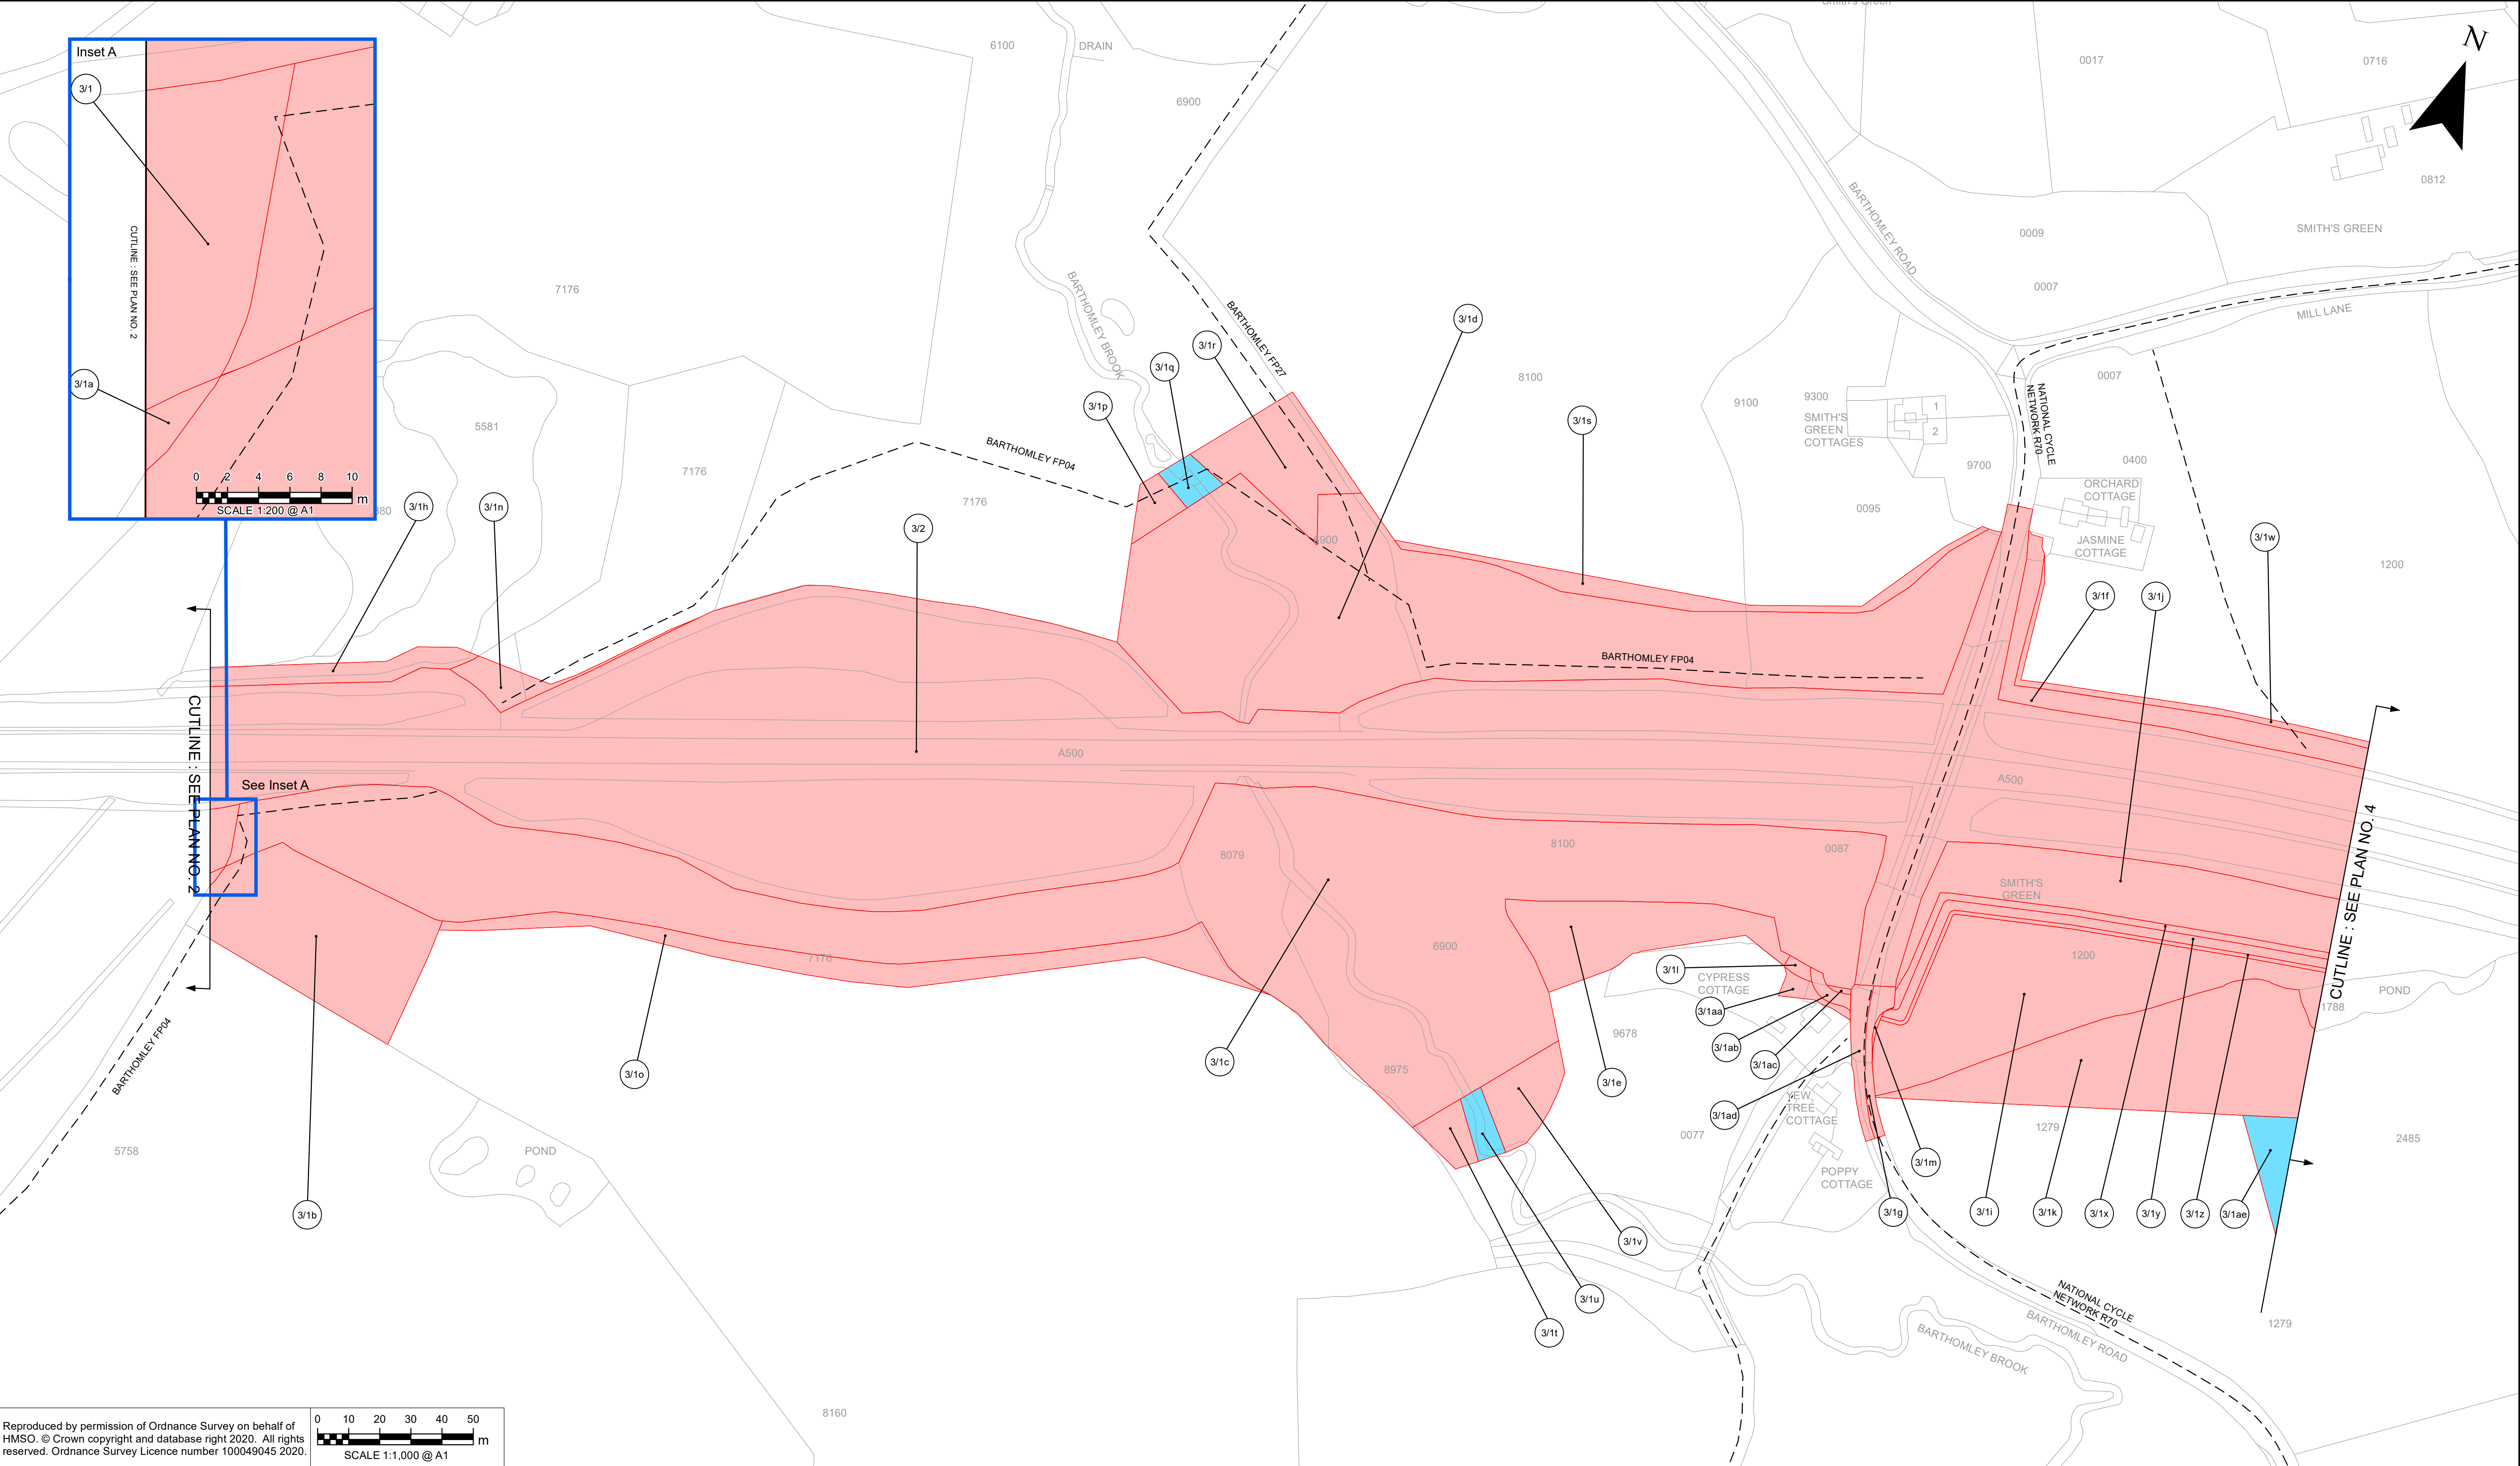 Smith's Green
Inset A
3/1
CUTLINE : SEE PLAN NO. 2
3/1a
0 2 4 6 8 10
m
SCALE 1:200 @ A1
6100
DRAIN
6900
0017
0716
N
0812
SMITH'S GREEN
0009
0007
BARTHOMLEY ROAD
MILL LANE
7176
BARTHOMLEY BROOK
BARTHOMLEY FP27
3/1d
3/1r
3/1q
3/1p
3/1s
8100
9100
9300
SMITH'S
GREEN
COTTAGES
1
2
NATIONAL CYCLE
NETWORK R70
0007
0400
9700
ORCHARD
COTTAGE
JASMINE
COTTAGE
0095
1200
3/1w
5581
7176
7176
BARTHOMLEY FP04
3/1h
3/1n
3/2
6900
3/1f
3/1j
BARTHOMLEY FP04
CUTLINE : SEE PLAN NO. 2
See Inset A
A500
A500
CUTLINE : SEE PLAN NO. 4
8079
8100
0087
SMITH'S
GREEN
7176
6900
1200
3/1l
CYPRESS
COTTAGE
3/1aa
3/1ab
3/1ac
3/1ad
9678
POND
1788
BARTHOMLEY FP04
3/1o
3/1c
8975
3/1e
YEW
TREE
COTTAGE
0077
1279
2485
5758
POND
POPPY
COTTAGE
3/1b
3/1m
3/1g
3/1i
3/1k
3/1x
3/1y
3/1z
3/1ae
3/1v
3/1u
3/1t
NATIONAL CYCLE
NETWORK R70
BARTHOMLEY ROAD
BARTHOMLEY BROOK
1279
8160
Reproduced by permission of Ordnance Survey on behalf of
HMSO. © Crown copyright and database right 2020. All rights
reserved. Ordnance Survey Licence number 100049045 2020.
0 10 20 30 40 50
m
SCALE 1:1,000 @ A1